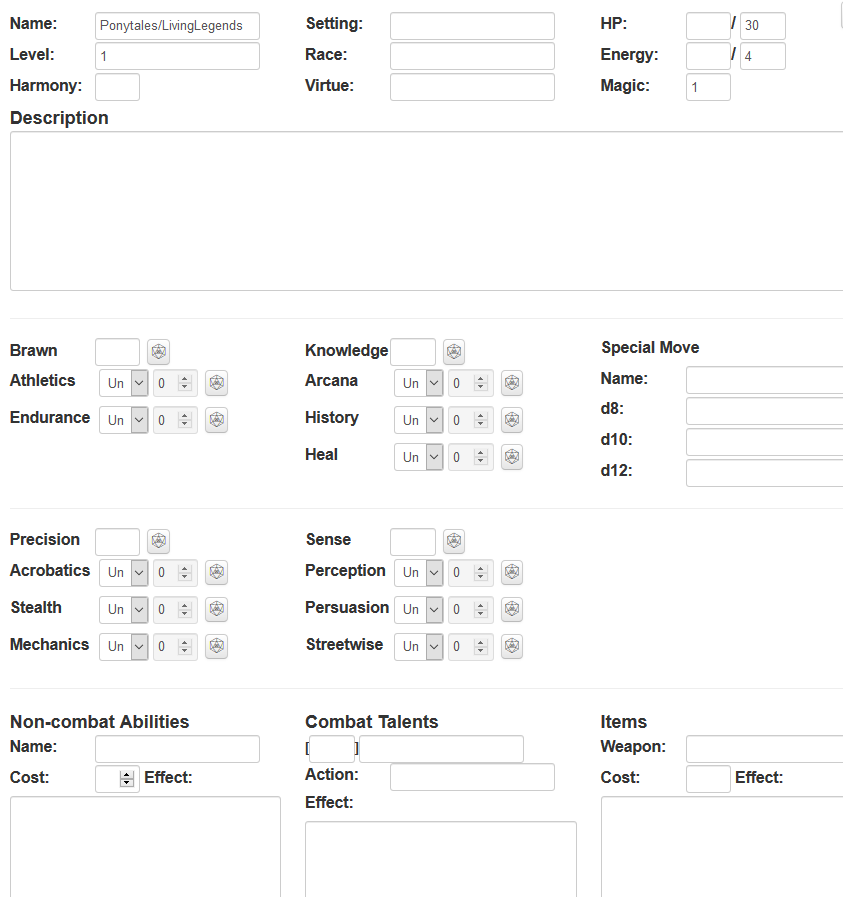 Name: Ponytales/LivingLegends Setting: HP: / 30
Level: 1 Race: Energy: / 4
Harmony: Virtue: Magic: 1
Description
Brawn Knowledge Special Move
Athletics Un 0 Arcana Un 0 Name:
Endurance Un 0 History Un 0 d8:
Heal Un 0 d10:
d12:
Precision Sense
Acrobatics Un 0 Perception Un 0
Stealth Un 0 Persuasion Un 0
Mechanics Un 0 Streetwise Un 0
Non-combat Abilities Combat Talents Items
Name: [ ] Weapon:
Cost: Effect: Action: Cost: Effect:
Effect: